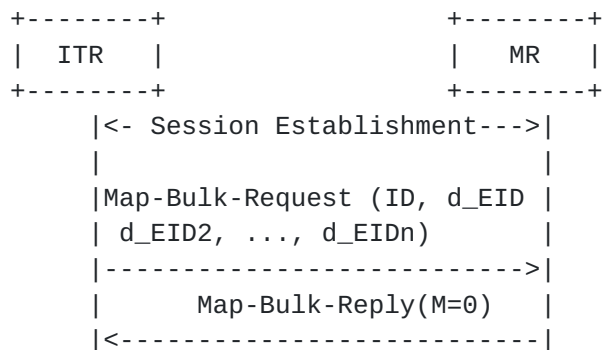 +--------+                  +--------+
|  ITR   |                  |   MR   |
+--------+                  +--------+
     |<- Session Establishment--->|
     |                            |
     |Map-Bulk-Request (ID, d_EID |
     | d_EID2, ..., d_EIDn)       |
     |--------------------------->|
     |      Map-Bulk-Reply(M=0)   |
     |<---------------------------|